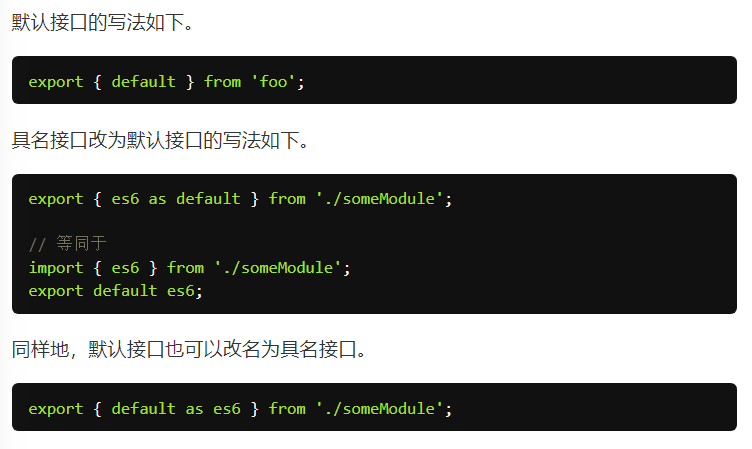 默认接口的写法如下。
export { default } from 'foo';
具名接口改为默认接口的写法如下。
export { es6 as default } from './someModule';
// 等同于
import { es6 } from './someModule';
export default es6;
同样地，默认接口也可以改名为具名接口。
export { default as es6 } from './someModule';